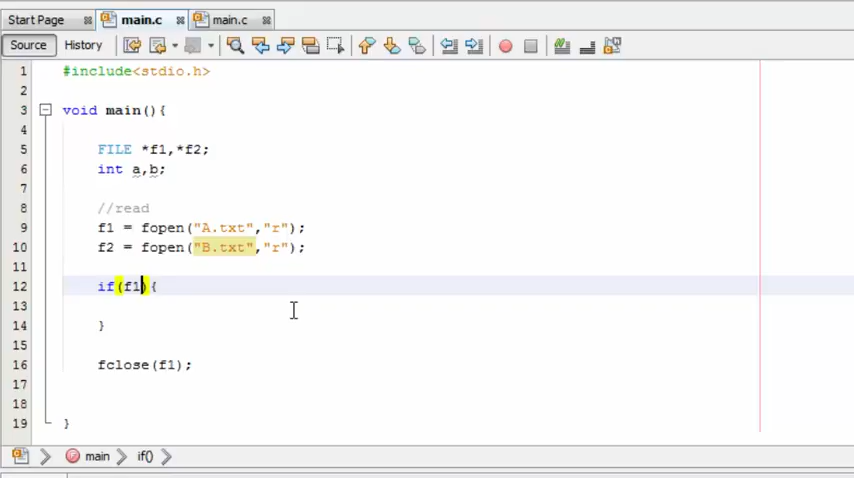 Start Page main.c main.c
Source History
1 #include<stdio.h>
2
3 void main(){
4
5 FILE *f1,*f2;
6 int a,b;
7
8 //read
9 f1 = fopen("A.txt","r");
10 f2 = fopen("B.txt","r");
11
12 if(f1){
13
14 }
15
16 fclose(f1);
17
18
19 }
main if()